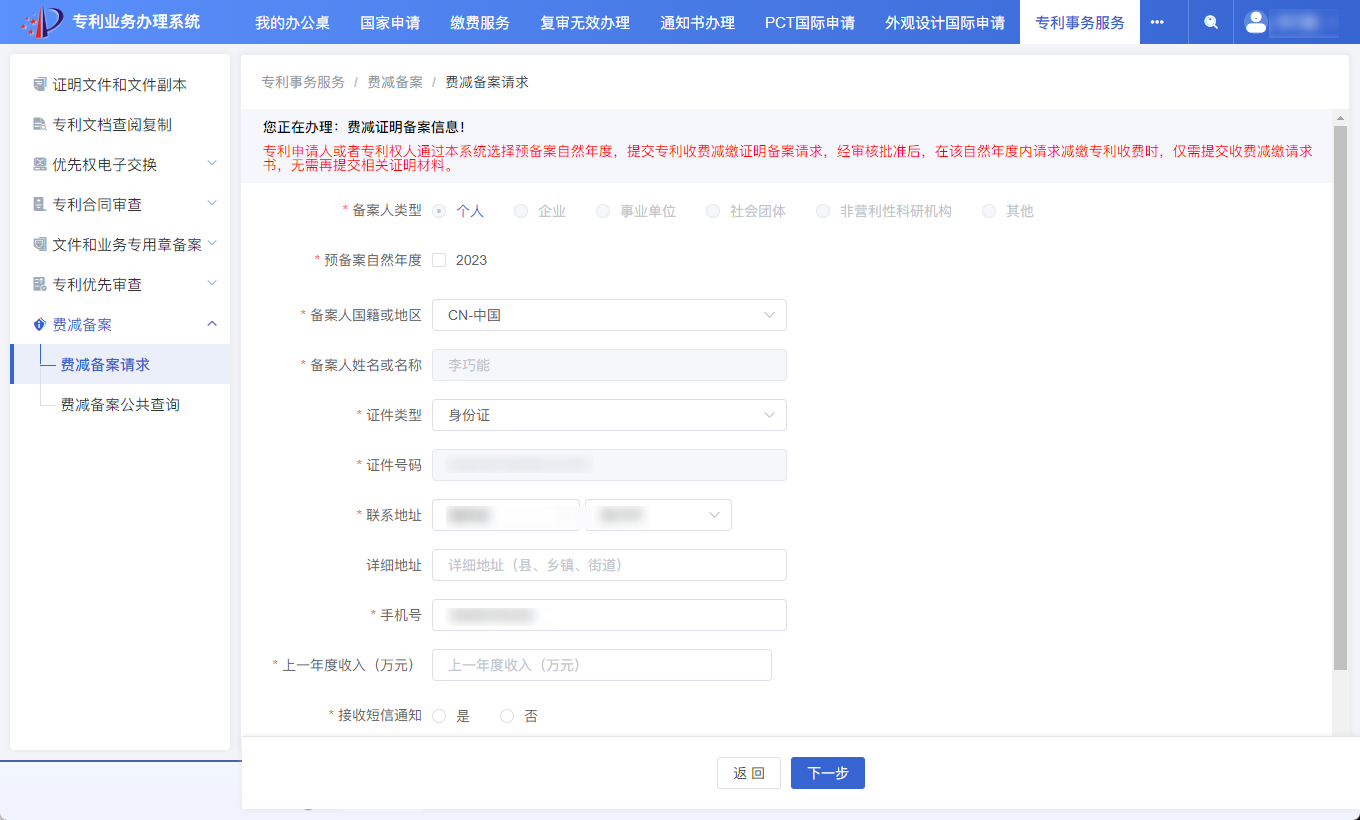 专利业务办理系统
我的办公桌 国家申请 缴费服务 复审无效办理 通知书办理 PCT国际申请 外观设计国际申请 专利事务服务 •••
证明文件和文件副本
专利文档查阅复制
优先权电子交换
专利合同审查
文件和业务专用章备案
专利优先审查
费减备案
费减备案请求
费减备案公共查询
专利事务服务 / 费减备案 / 费减备案请求
您正在办理：费减证明备案信息！
专利申请人或者专利权人通过本系统选择预备案自然年度，提交专利收费减缴证明备案请求，经审核批准后，在该自然年度内请求减缴专利收费时，仅需提交收费减缴请求
书，无需再提交相关证明材料。
* 备案人类型 个人 企业 事业单位 社会团体 非营利性科研机构 其他
* 预备案自然年度 2023
* 备案人国籍或地区 CN-中国
* 备案人姓名或名称 李巧能
* 证件类型 身份证
* 证件号码
* 联系地址
详细地址 详细地址（县、乡镇、街道）
* 手机号
* 上一年度收入（万元） 上一年度收入（万元）
* 接收短信通知 是 否
返 回 下一步